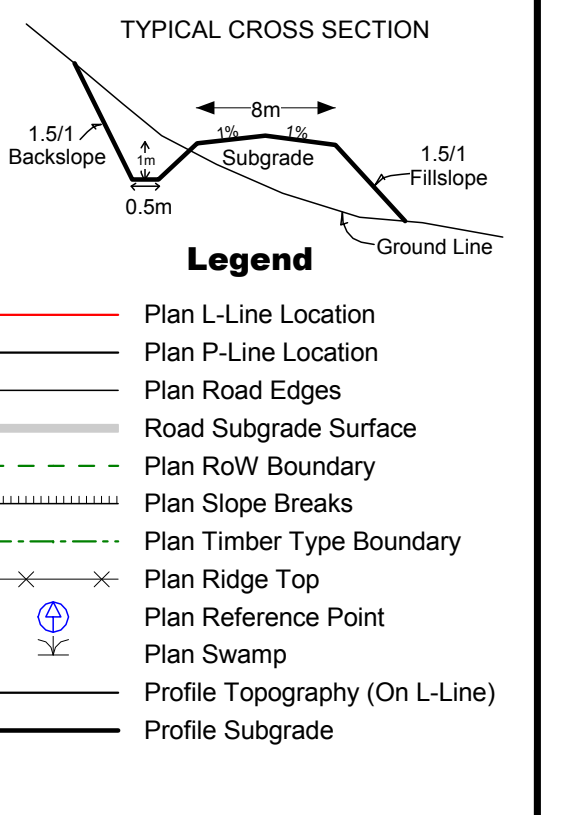 TYPICAL CROSS SECTION
8m
1% 1%
1.5/1
Backslope
1m
Subgrade
1.5/1
Fillslope
0.5m
Ground Line
Legend
Plan L-Line Location
Plan P-Line Location
Plan Road Edges
Road Subgrade Surface
Plan RoW Boundary
Plan Slope Breaks
Plan Timber Type Boundary
Plan Ridge Top
Plan Reference Point
Plan Swamp
Profile Topography (On L-Line)
Profile Subgrade